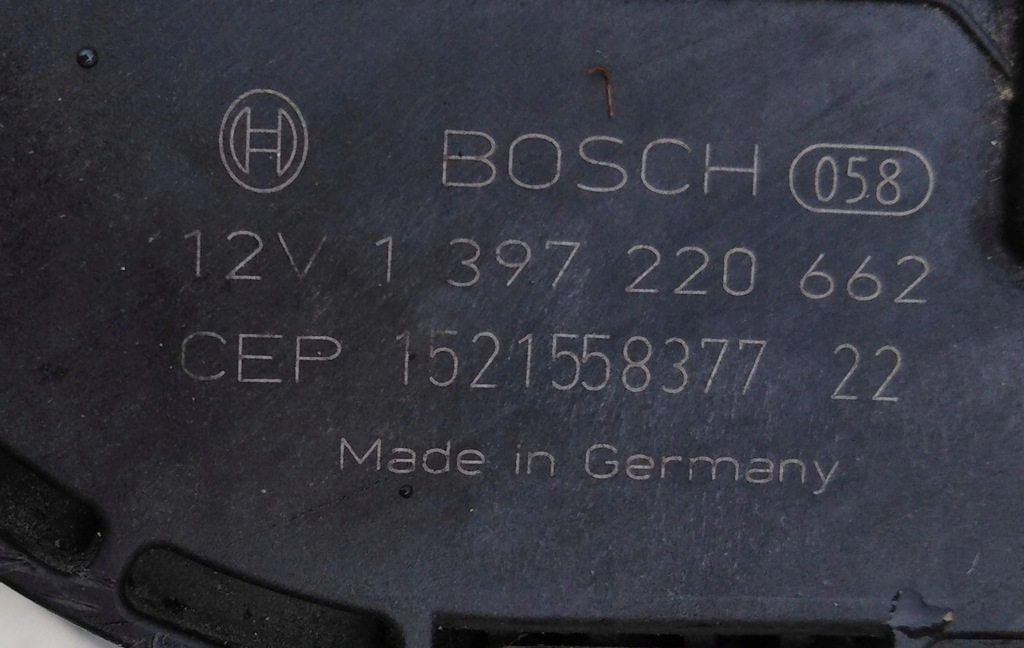 BOSCH 058
12V 1 397 220 662
CEP 1521558377 22
Made in Germany